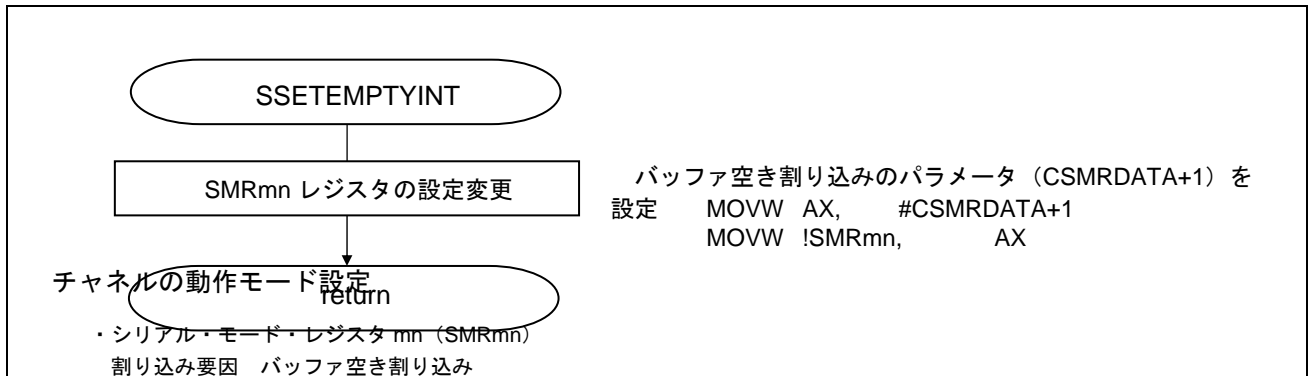 SSETEMPTYINT
SMRmn レジスタの設定変更
バッファ空き割り込みのパラメータ（CSMRDATA+1）を
設定 MOVW AX, #CSMRDATA+1
MOVW !SMRmn, AX
return
チャネルの動作モード設定
・シリアル・モード・レジスタ mn（SMRmn）
割り込み要因 バッファ空き割り込み